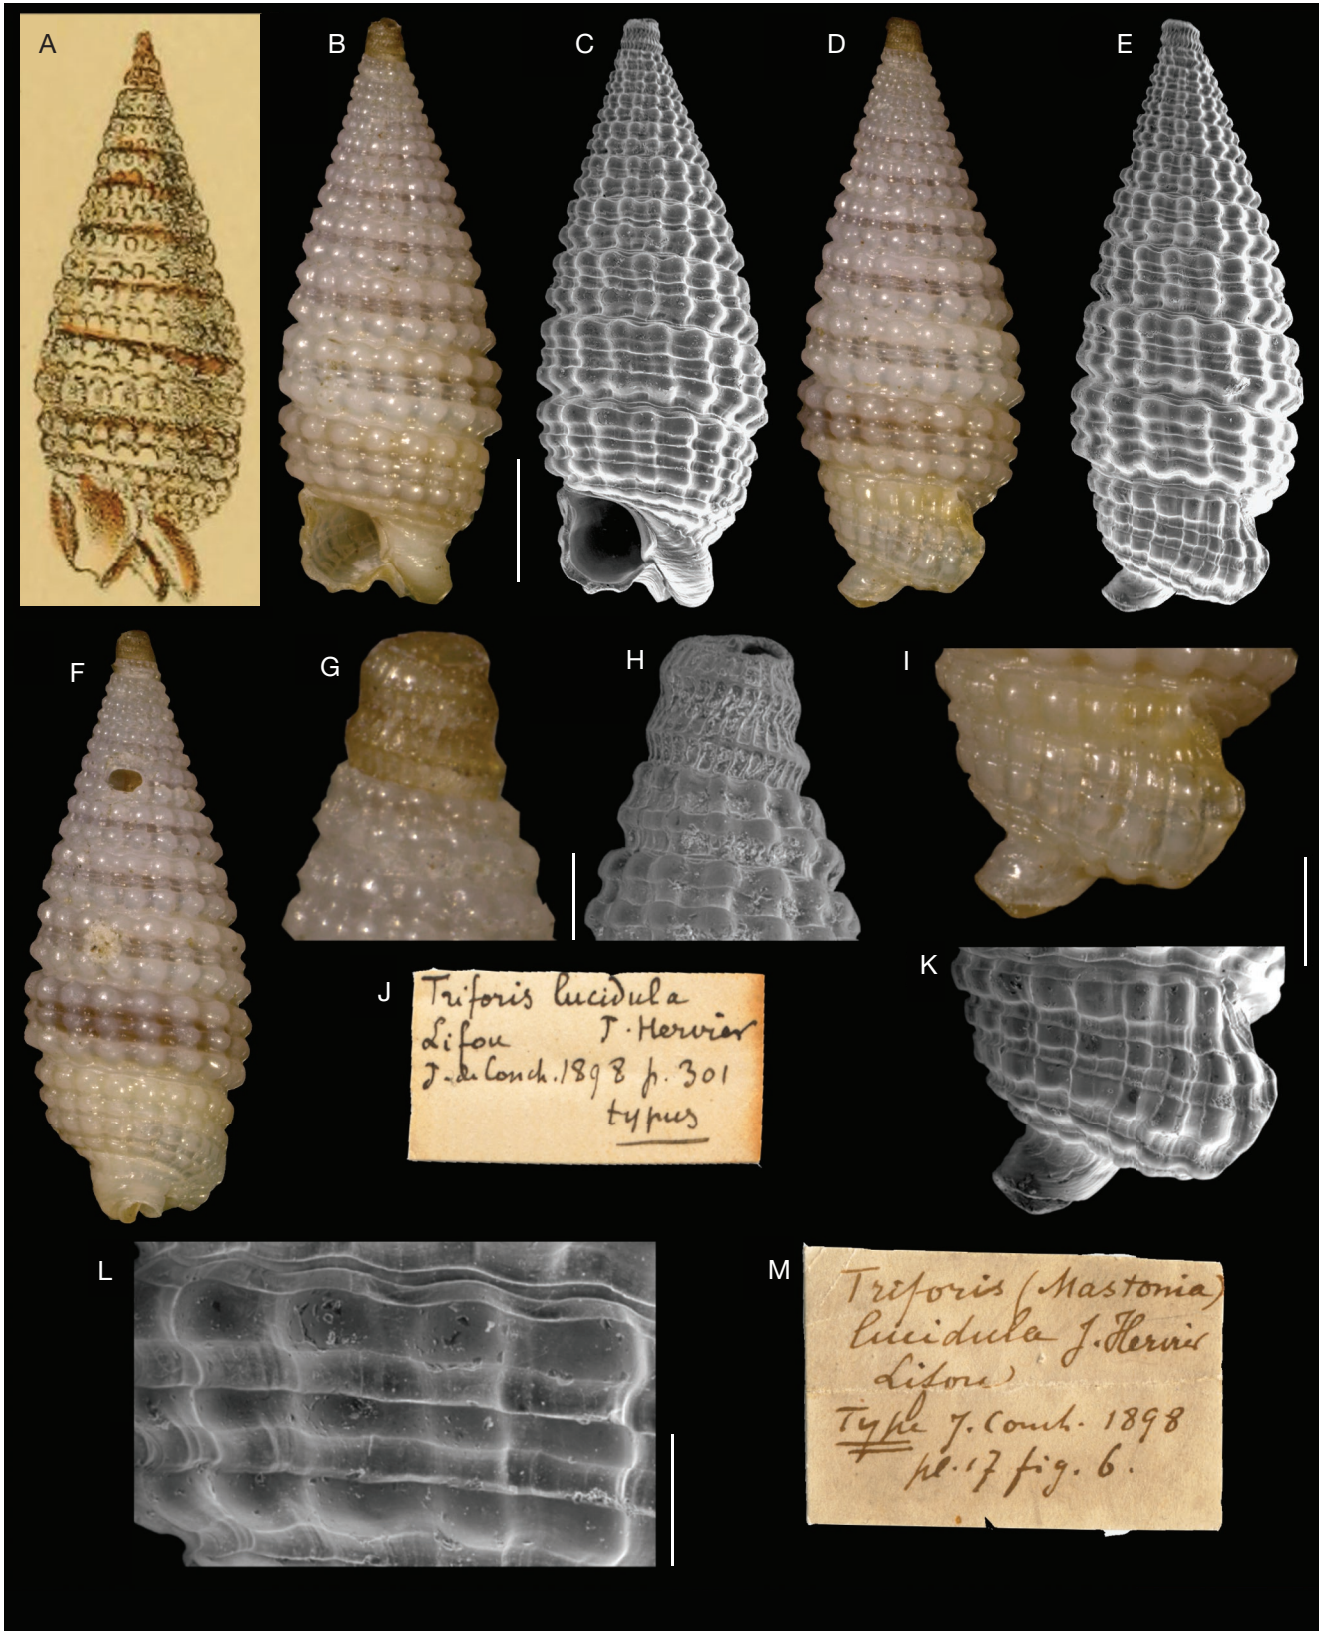 A
B
C
D
E
F
G
H
I
J
Triforis lucidula
Lifou J. Hervier
J. de Conch. 1898 p. 301
typus
K
L
M
Triforis (Mastonia)
lucidula J. Hervier
Lifou
Type J. Conch. 1898
pl. 17 fig. 6.